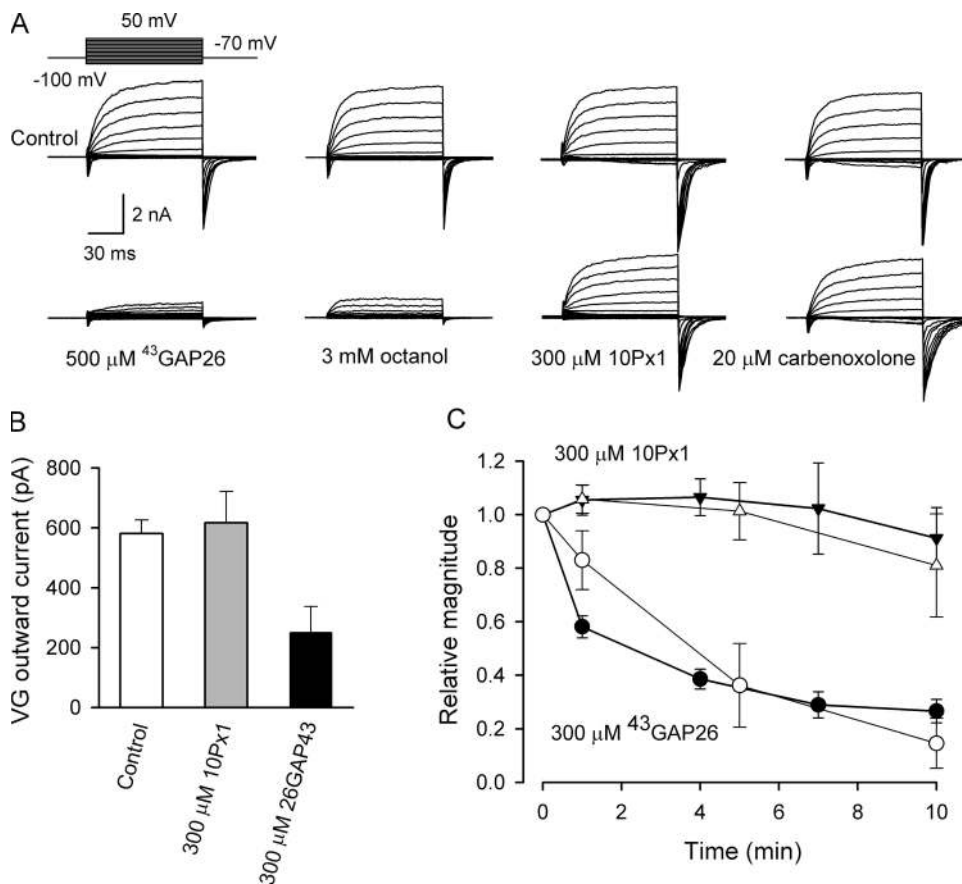 A
50 mV
-70 mV
-100 mV
Control
2 nA
30 ms
500 μM ⁴³GAP26
3 mM octanol
300 μM 10Px1
20 μM carbenoxolone
B
VG outward current (pA)
800
600
400
200
0
Control
300 μM 10Px1
300 μM 26GAP43
C
300 μM 10Px1
Relative magnitude
1.2
1.0
0.8
0.6
0.4
0.2
0.0
300 μM ⁴³GAP26
0 2 4 6 8 10
Time (min)